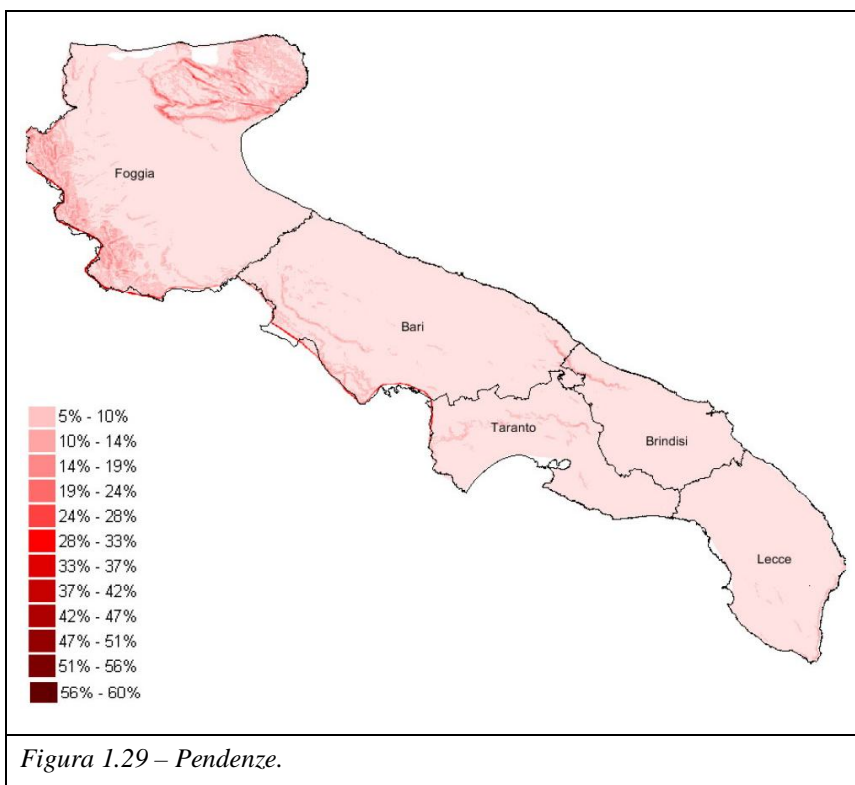 Foggia
Bari
Taranto
Brindisi
Lecce
5% - 10%
10% - 14%
14% - 19%
19% - 24%
24% - 28%
28% - 33%
33% - 37%
37% - 42%
42% - 47%
47% - 51%
51% - 56%
56% - 60%
Figura 1.29 – Pendenze.